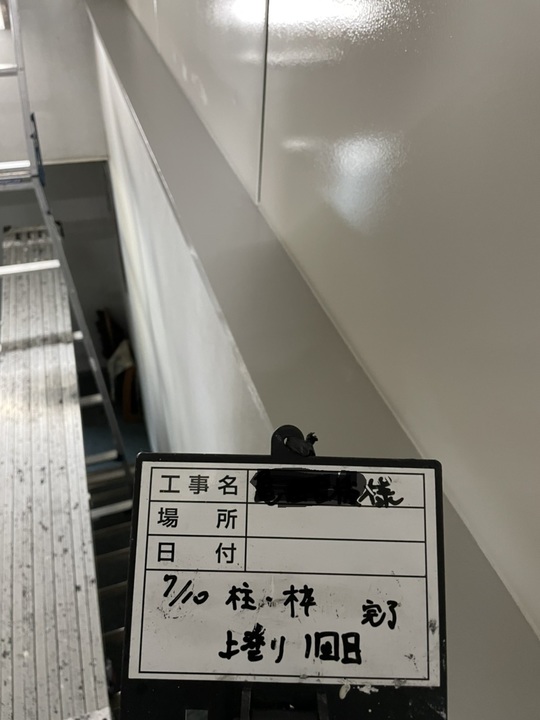 工事名 様
場所
日付
7/10 柱・枠 完了
上塗り 1回目